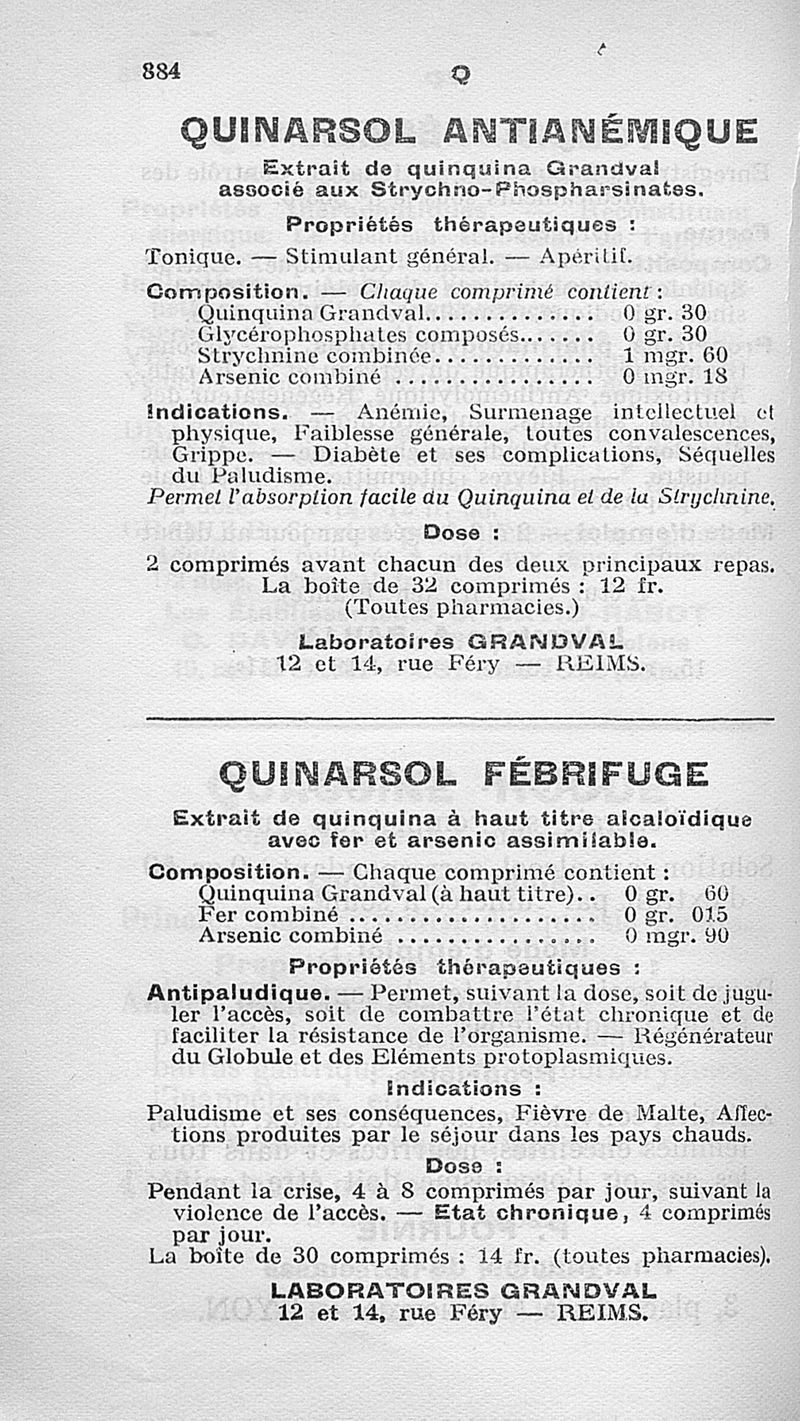 884
Q
QUINARSOL ANTIANÉMIQUE
Extrait de quinquina Grandval
associé aux Strychno-Phospharsinates.
Propriétés thérapeutiques :
Tonique. — Stimulant général. — Apéritif.
Composition. — Chaque comprimé contient :
Quinquina Grandval............... 0 gr. 30
Glycérophosphates composés....... 0 gr. 30
Strychnine combinée............. 1 mgr. 60
Arsenic combiné ................ 0 mgr. 18
Indications. — Anémie, Surmenage intellectuel et
physique, Faiblesse générale, toutes convalescences,
Grippe. — Diabète et ses complications, Séquelles
du Paludisme.
Permet l'absorption facile du Quinquina et de la Strychnine.
Dose :
2 comprimés avant chacun des deux principaux repas.
La boîte de 32 comprimés : 12 fr.
(Toutes pharmacies.)
Laboratoires GRANDVAL
12 et 14, rue Féry — REIMS.
QUINARSOL FÉBRIFUGE
Extrait de quinquina à haut titre alcaloïdique
avec fer et arsenic assimilable.
Composition. — Chaque comprimé contient :
Quinquina Grandval (à haut titre).. 0 gr. 60
Fer combiné ................... 0 gr. 015
Arsenic combiné ................ 0 mgr. 90
Propriétés thérapeutiques :
Antipaludique. — Permet, suivant la dose, soit de jugu-
ler l'accès, soit de combattre l'état chronique et de
faciliter la résistance de l'organisme. — Régénérateur
du Globule et des Eléments protoplasmiques.
Indications :
Paludisme et ses conséquences, Fièvre de Malte, Affec-
tions produites par le séjour dans les pays chauds.
Dose :
Pendant la crise, 4 à 8 comprimés par jour, suivant la
violence de l'accès. — Etat chronique, 4 comprimés
par jour.
La boîte de 30 comprimés : 14 fr. (toutes pharmacies).
LABORATOIRES GRANDVAL
12 et 14, rue Féry — REIMS.